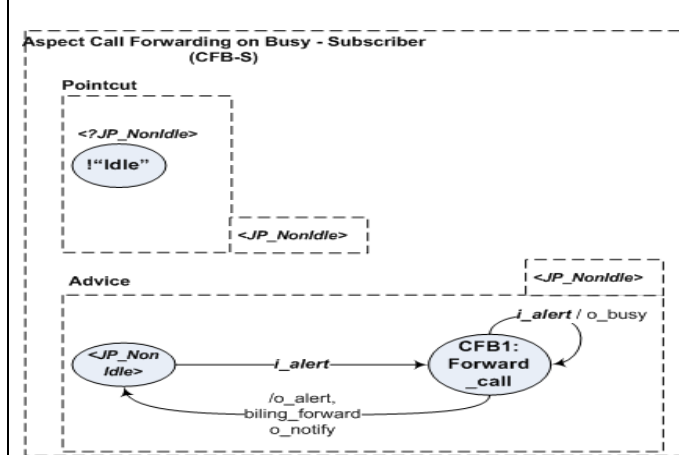 Aspect Call Forwarding on Busy - Subscriber
(CFB-S)
Pointcut
<?JP_NonIdle>
!“Idle”
<JP_NonIdle>
Advice
<JP_NonIdle>
i_alert / o_busy
<JP_Non
Idle>
i_alert
CFB1:
Forward
_call
/o_alert,
biling_forward
o_notify